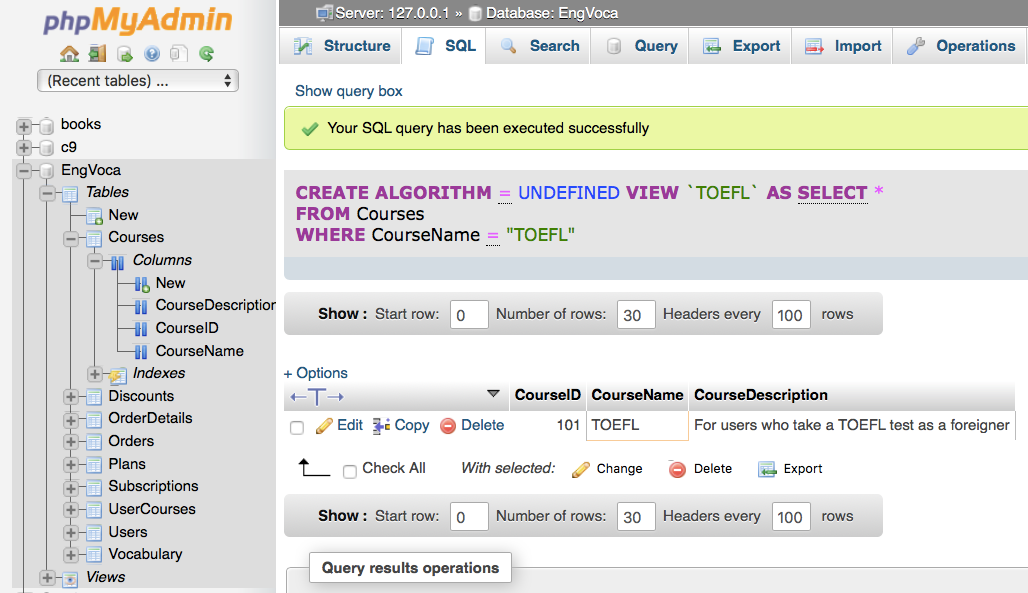 phpMyAdmin
(Recent tables) ...
books
c9
EngVoca
Tables
New
Courses
Columns
New
CourseDescription
CourseID
CourseName
Indexes
Discounts
OrderDetails
Orders
Plans
Subscriptions
UserCourses
Users
Vocabulary
Views
Server: 127.0.0.1 » Database: EngVoca
Structure SQL Search Query Export Import Operations
Show query box
Your SQL query has been executed successfully
CREATE ALGORITHM = UNDEFINED VIEW `TOEFL` AS SELECT *
FROM Courses
WHERE CourseName = "TOEFL"
Show : Start row: 0 Number of rows: 30 Headers every 100 rows
+ Options
←T→ CourseID CourseName CourseDescription
Edit Copy Delete 101 TOEFL For users who take a TOEFL test as a foreigner
Check All With selected: Change Delete Export
Show : Start row: 0 Number of rows: 30 Headers every 100 rows
Query results operations